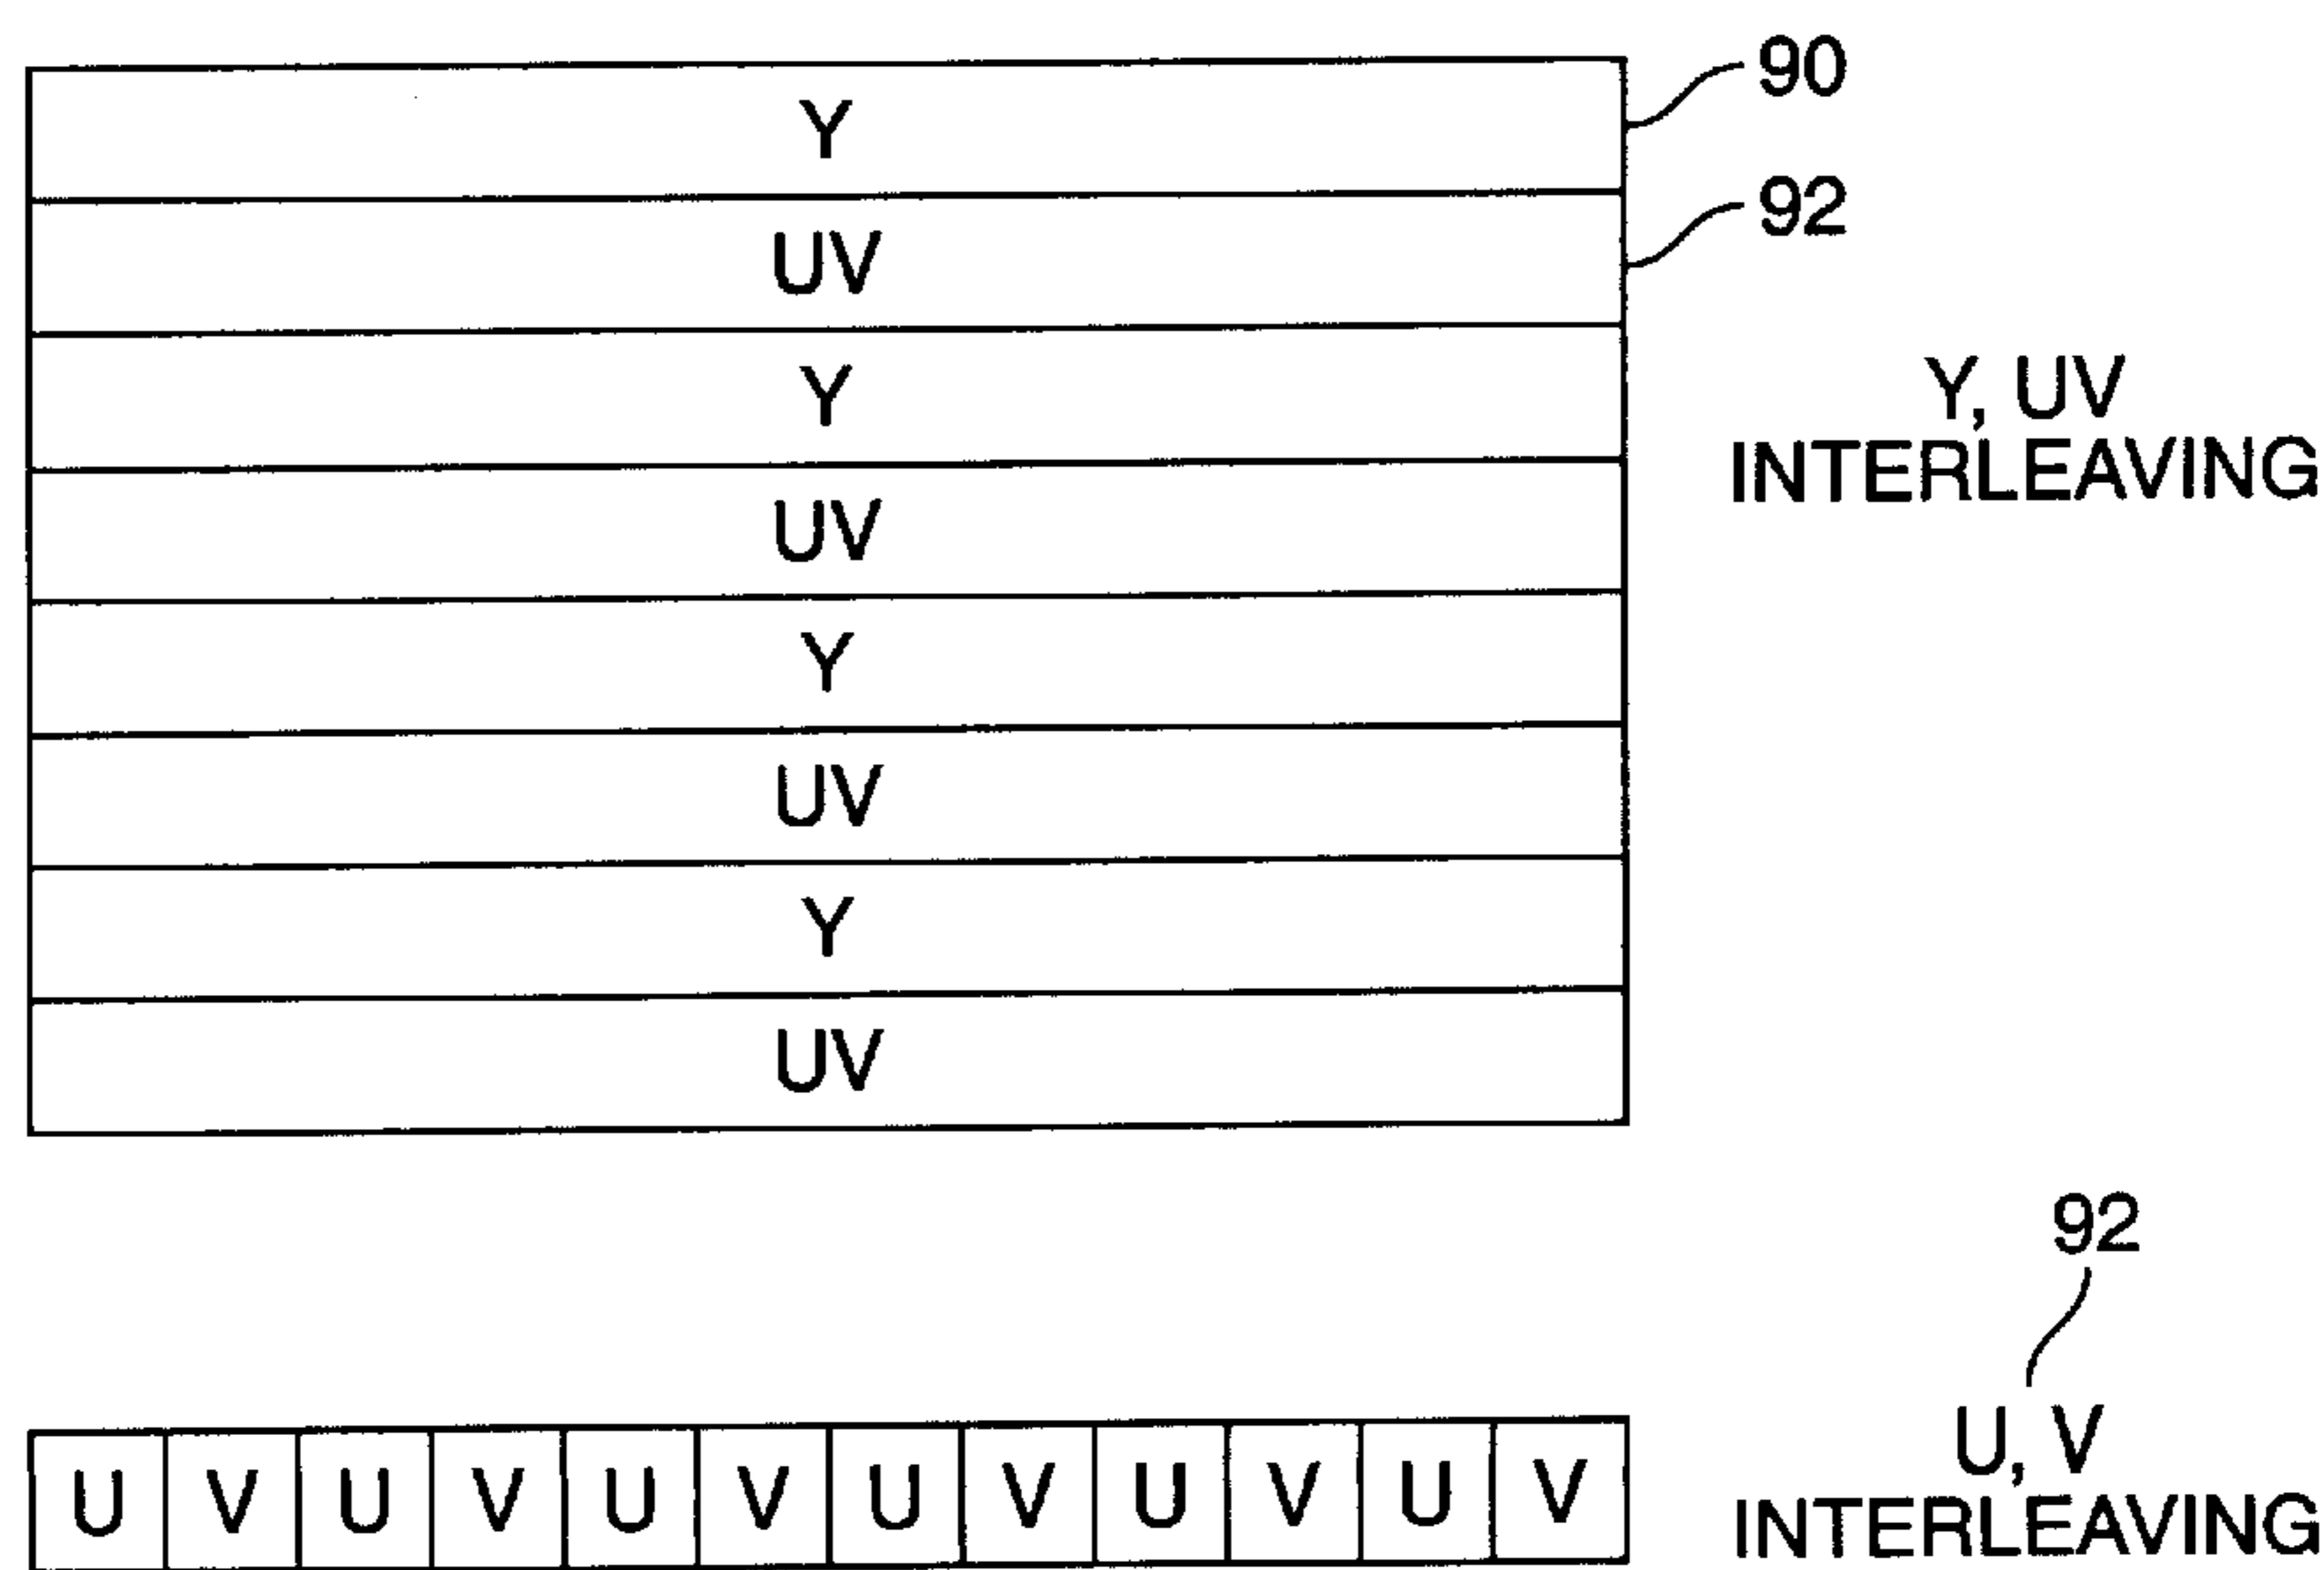 Y
90
UV
92
Y
Y, UV
INTERLEAVING
UV
Y
UV
Y
UV
92
U, V
INTERLEAVING
U V U V U V U V U V U V